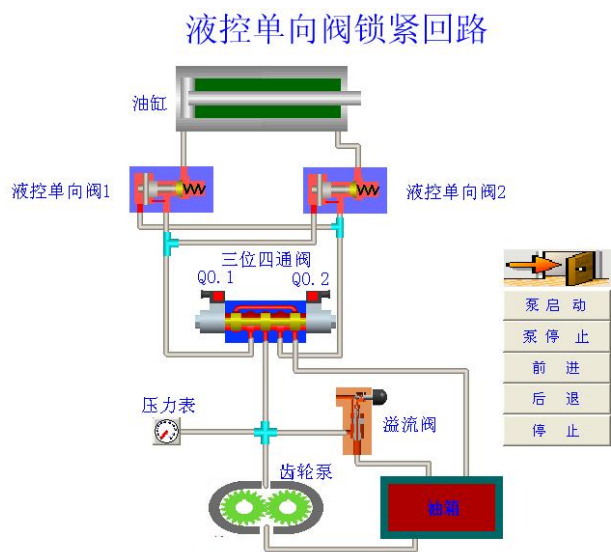 液控单向阀锁紧回路
油缸
液控单向阀1
液控单向阀2
三位四通阀
Q0.1
Q0.2
泵启动
泵停止
前进
后退
停止
压力表
溢流阀
齿轮泵
油箱